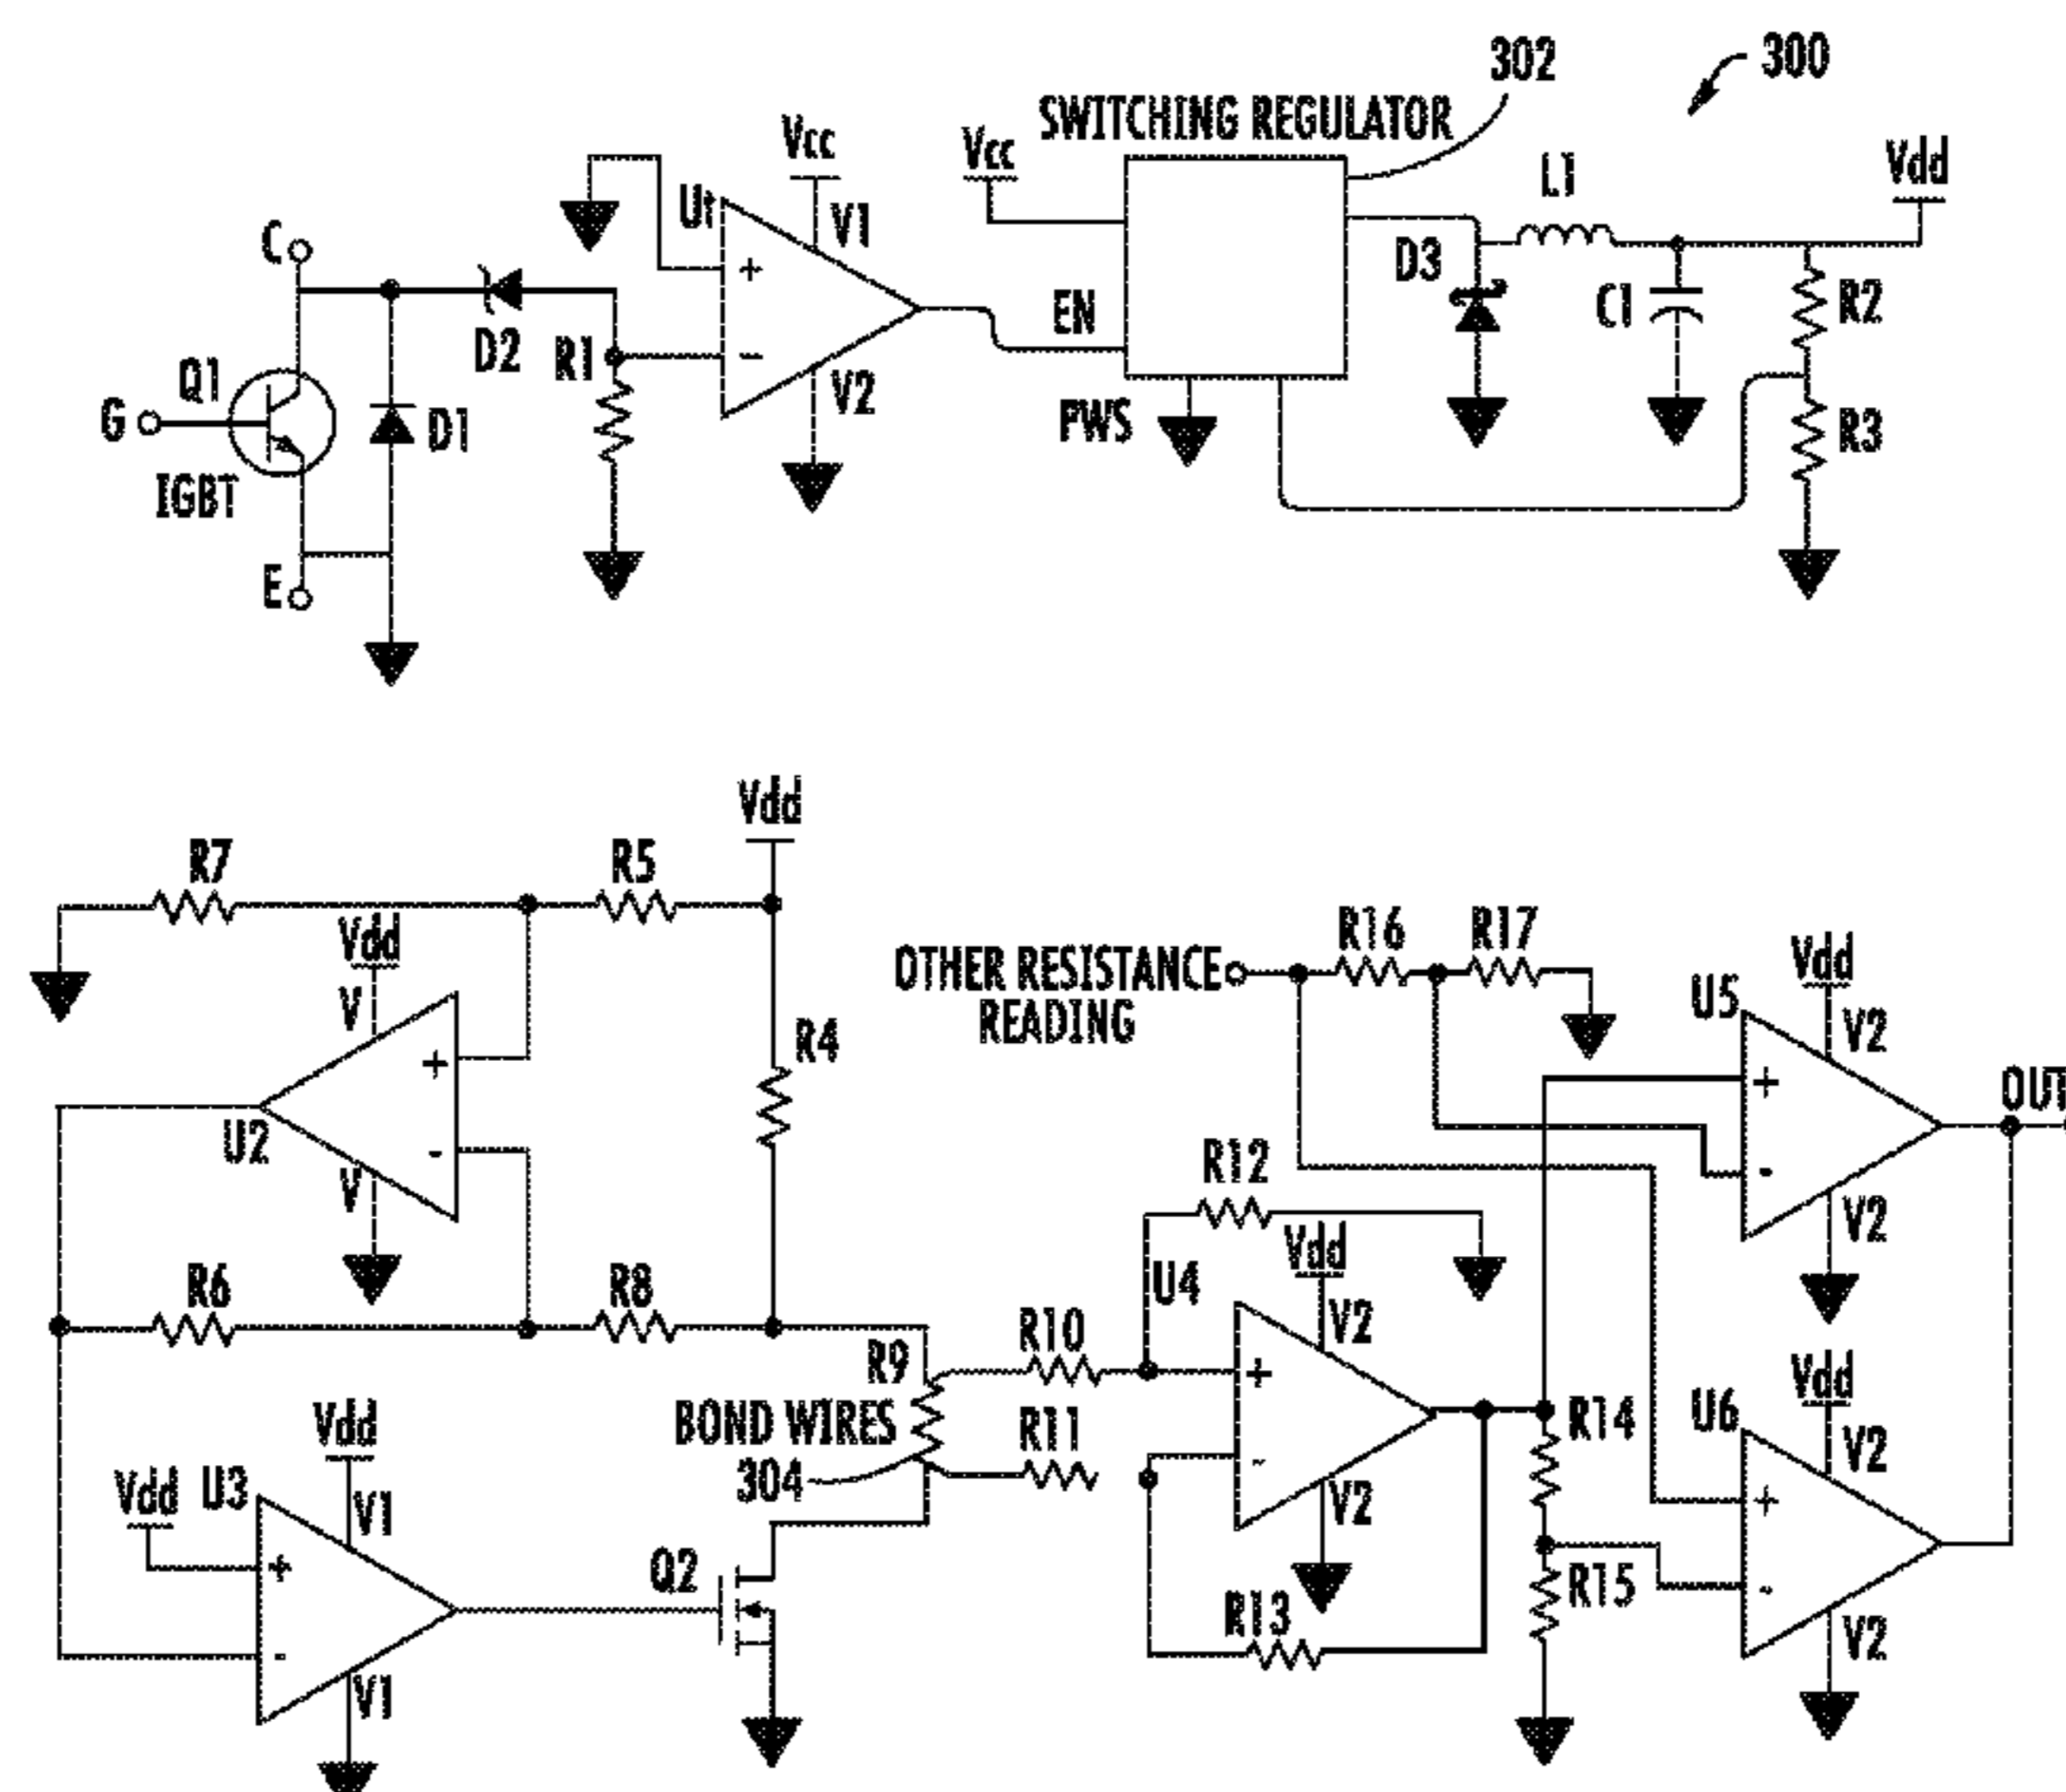 302
300
SWITCHING REGULATOR
Vcc
Vcc
L1
Vdd
U1
V1
C
D3
EN
C1
R2
D2
R1
Q1
V2
G
D1
PWS
R3
IGBT
E
Vdd
R7
R5
Vdd
R16
R17
Vdd
OTHER RESISTANCE
READING
U5
V
V2
R4
+
+
OUT
U2
-
R12
-
V
V2
Vdd
R6
R8
U4
R10
V2
R9
+
Vdd
Vdd
BOND WIRES
R11
U6
R14
V2
304
-
Vdd
U3
V1
V2
+
+
Q2
R15
-
R13
-
V1
V2
+
-